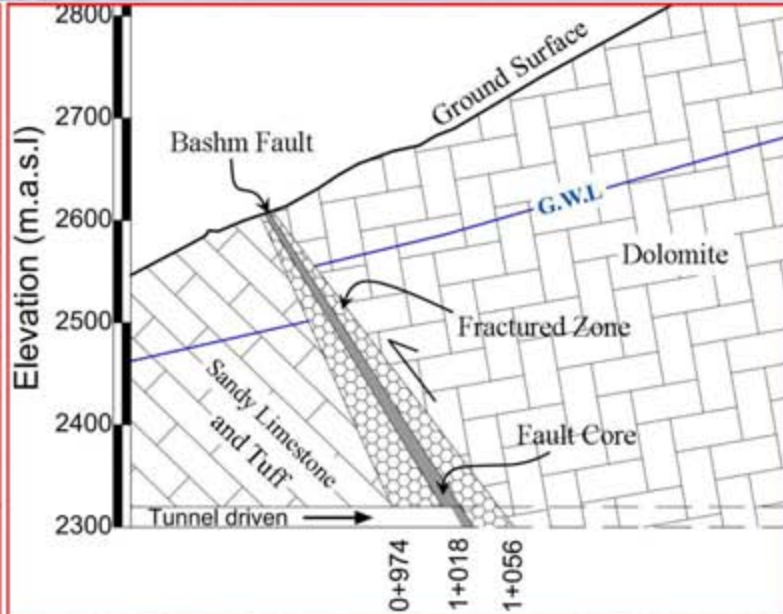 2800
2700
2600
2500
2400
2300
Elevation (m.a.s.l)
Ground Surface
Bashm Fault
G.W.L
Dolomite
Fractured Zone
Sandy Limestone
and Tuff
Fault Core
Tunnel driven
0+974
1+018
1+056